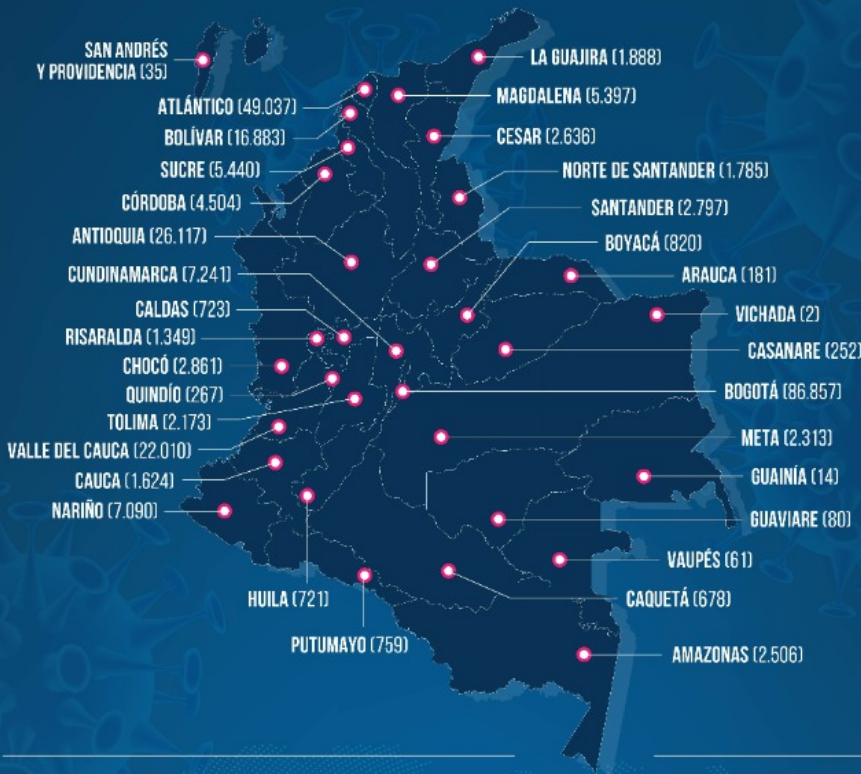 SAN ANDRÉS
Y PROVIDENCIA (35)
ATLÁNTICO (49.037)
BOLÍVAR (16.883)
SUCRE (5.440)
CÓRDOBA (4.504)
ANTIOQUIA (26.117)
CUNDINAMARCA (7.241)
CALDAS (723)
RISARALDA (1.349)
CHOCÓ (2.861)
QUINDÍO (267)
TOLIMA (2.173)
VALLE DEL CAUCA (22.010)
CAUCA (1.624)
NARIÑO (7.090)
HUILA (721)
PUTUMAYO (759)
LA GUAJIRA (1.888)
MAGDALENA (5.397)
CESAR (2.636)
NORTE DE SANTANDER (1.785)
SANTANDER (2.797)
BOYACÁ (820)
ARAUCA (181)
VICHADA (2)
CASANARE (252)
BOGOTÁ (86.857)
META (2.313)
GUAINÍA (14)
GUAVIARE (80)
VAUPÉS (61)
CAQUETÁ (678)
AMAZONAS (2.506)